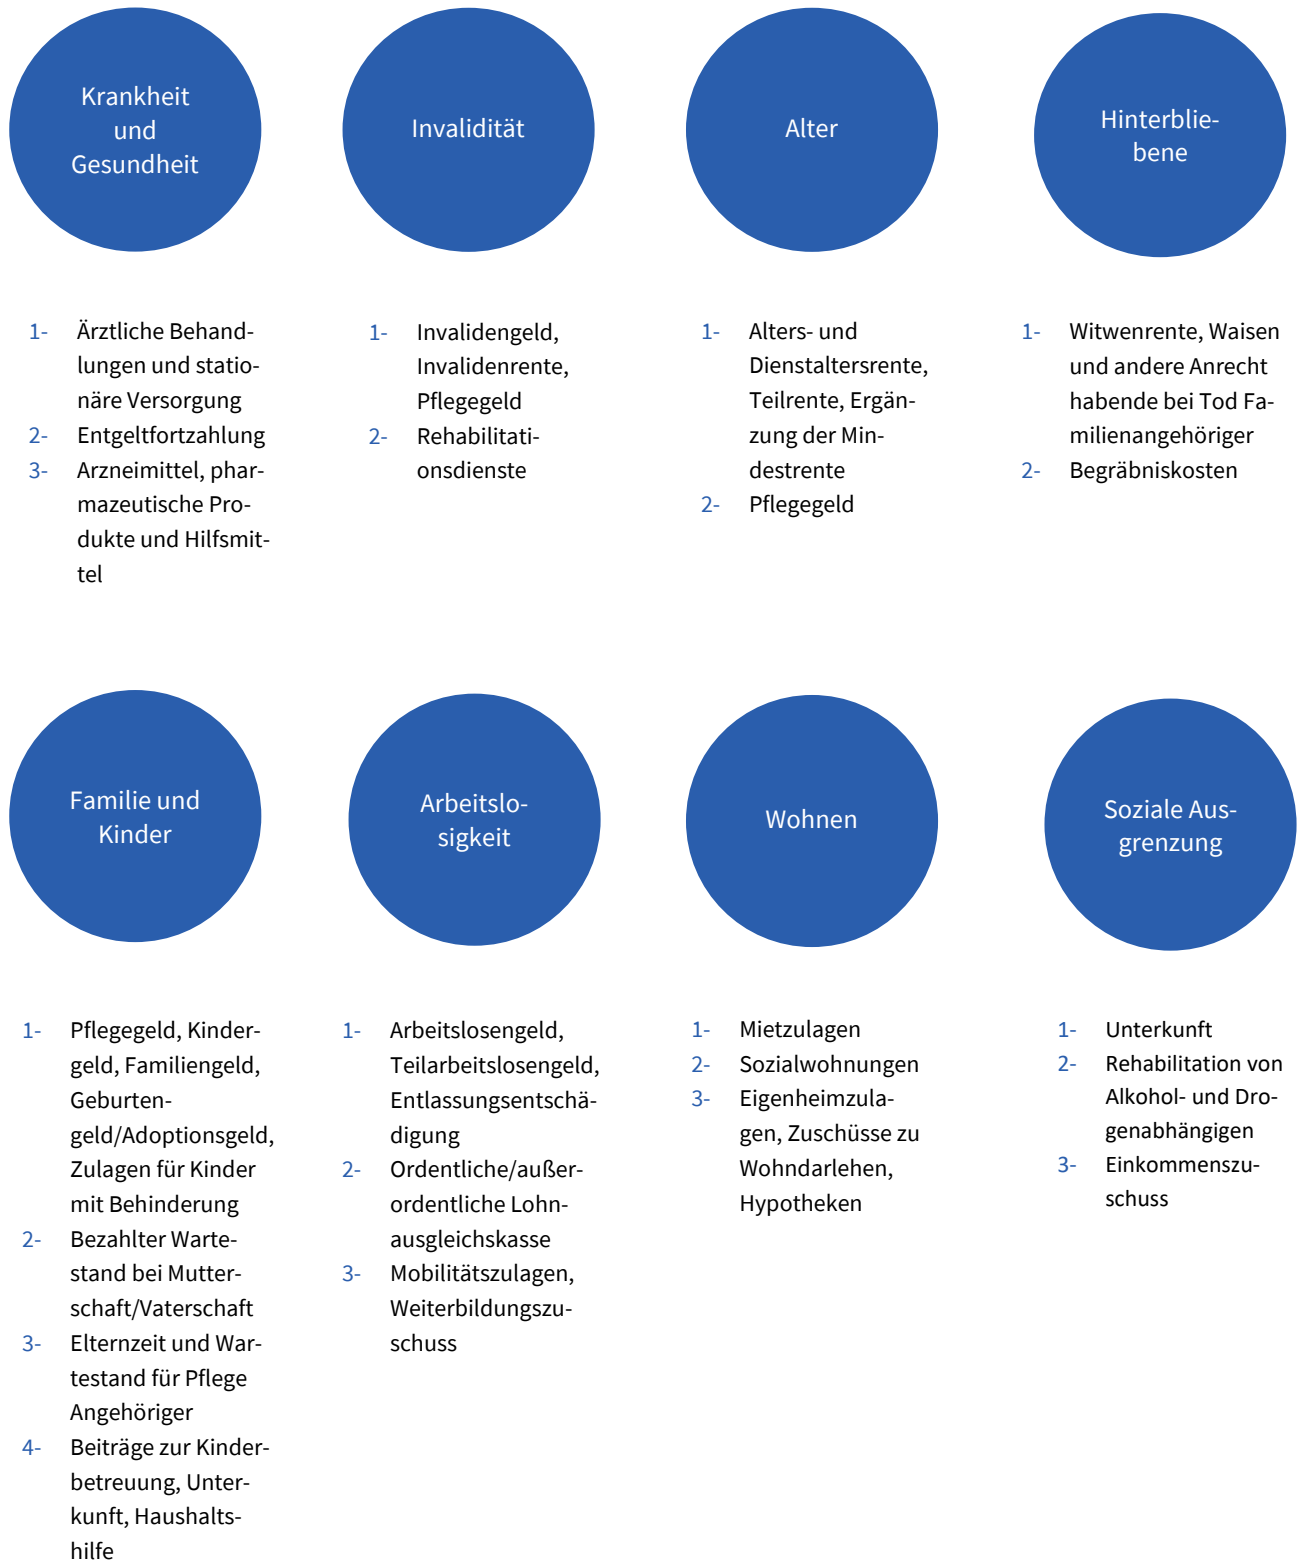 Krankheit
und
Gesundheit
1- Ärztliche Behand-
lungen und statio-
näre Versorgung
2- Entgeltfortzahlung
3- Arzneimittel, phar-
mazeutische Pro-
dukte und Hilfsmit-
tel
Invalidität
1- Invalidengeld,
Invalidenrente,
Pflegegeld
2- Rehabilitati-
onsdienste
Alter
1- Alters- und
Dienstaltersrente,
Teilrente, Ergän-
zung der Min-
destrente
2- Pflegegeld
Hinterblie-
bene
1- Witwenrente, Waisen
und andere Anrecht
habende bei Tod Fa-
milienangehöriger
2- Begräbniskosten
Familie und
Kinder
1- Pflegegeld, Kinder-
geld, Familiengeld,
Geburten-
geld/Adoptionsgeld,
Zulagen für Kinder
mit Behinderung
2- Bezahlter Warte-
stand bei Mutter-
schaft/Vaterschaft
3- Elternzeit und War-
testand für Pflege
Angehöriger
4- Beiträge zur Kinder-
betreuung, Unter-
kunft, Haushalts-
hilfe
Arbeitslo-
sigkeit
1- Arbeitslosengeld,
Teilarbeitslosengeld,
Entlassungsentschä-
digung
2- Ordentliche/außer-
ordentliche Lohn-
ausgleichskasse
3- Mobilitätszulagen,
Weiterbildungszu-
schuss
Wohnen
1- Mietzulagen
2- Sozialwohnungen
3- Eigenheimzula-
gen, Zuschüsse zu
Wohndarlehen,
Hypotheken
Soziale Aus-
grenzung
1- Unterkunft
2- Rehabilitation von
Alkohol- und Dro-
genabhängigen
3- Einkommenszu-
schuss